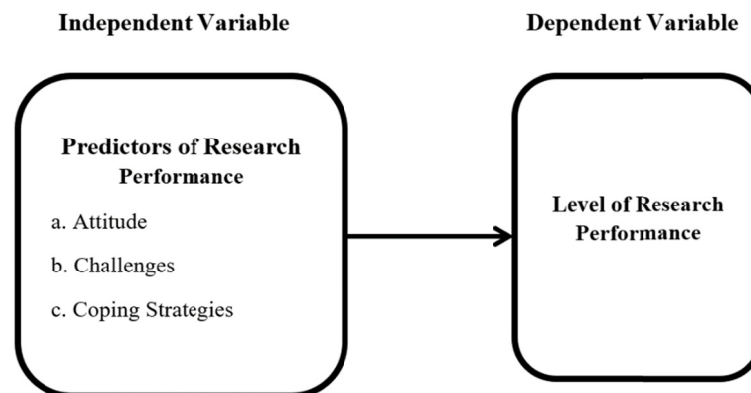 Independent Variable
Dependent Variable
Predictors of Research
Performance
a. Attitude
b. Challenges
c. Coping Strategies
Level of Research
Performance